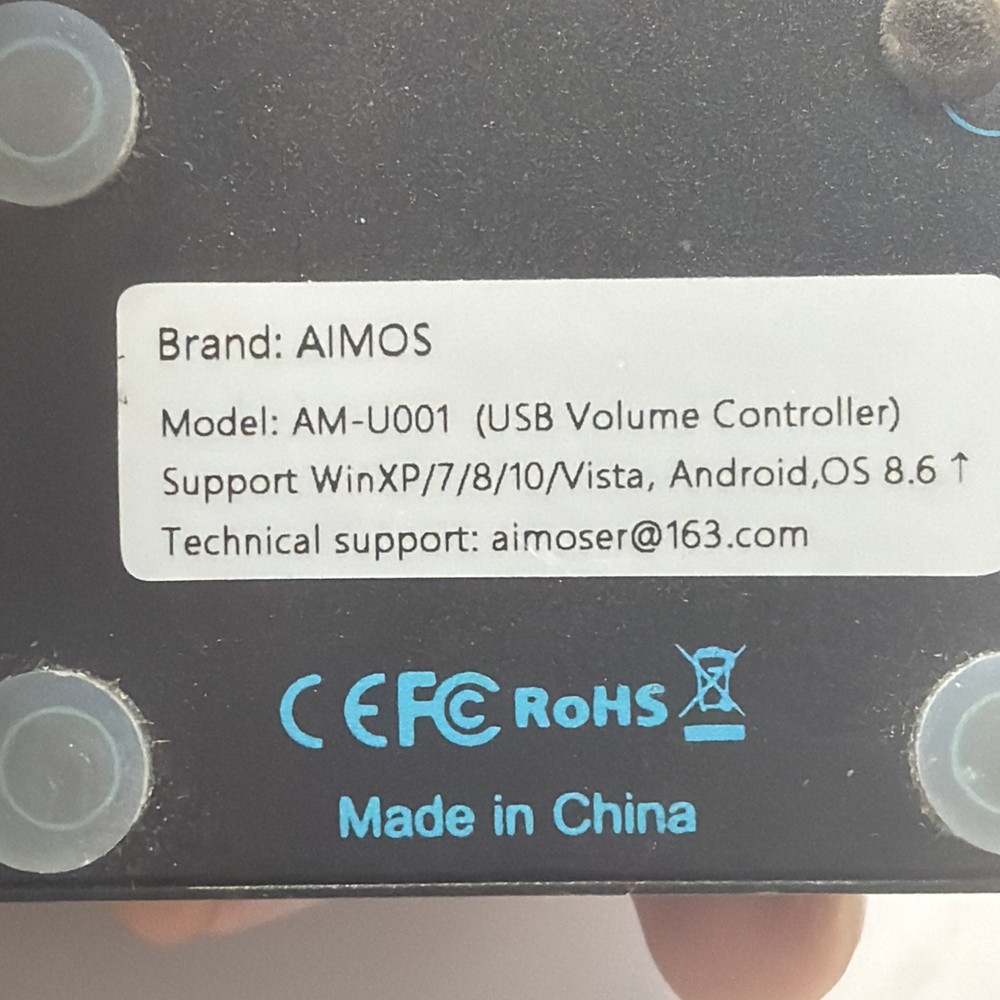 Brand: AIMOS
Model: AM-U001 (USB Volume Controller)
Support WinXP/7/8/10/Vista, Android,OS 8.6 ↑
Technical support: aimoser@163.com
CE FC RoHS
Made in China